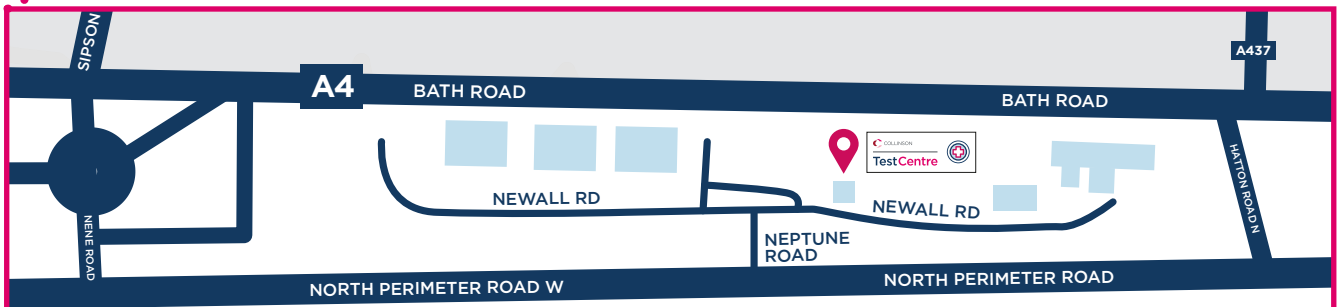 SIPSON
A437
A4
BATH ROAD
BATH ROAD
COLLINSON
TestCentre
HATTON ROAD N
NEWALL RD
NEWALL RD
NENE ROAD
NEPTUNE
ROAD
NORTH PERIMETER ROAD W
NORTH PERIMETER ROAD